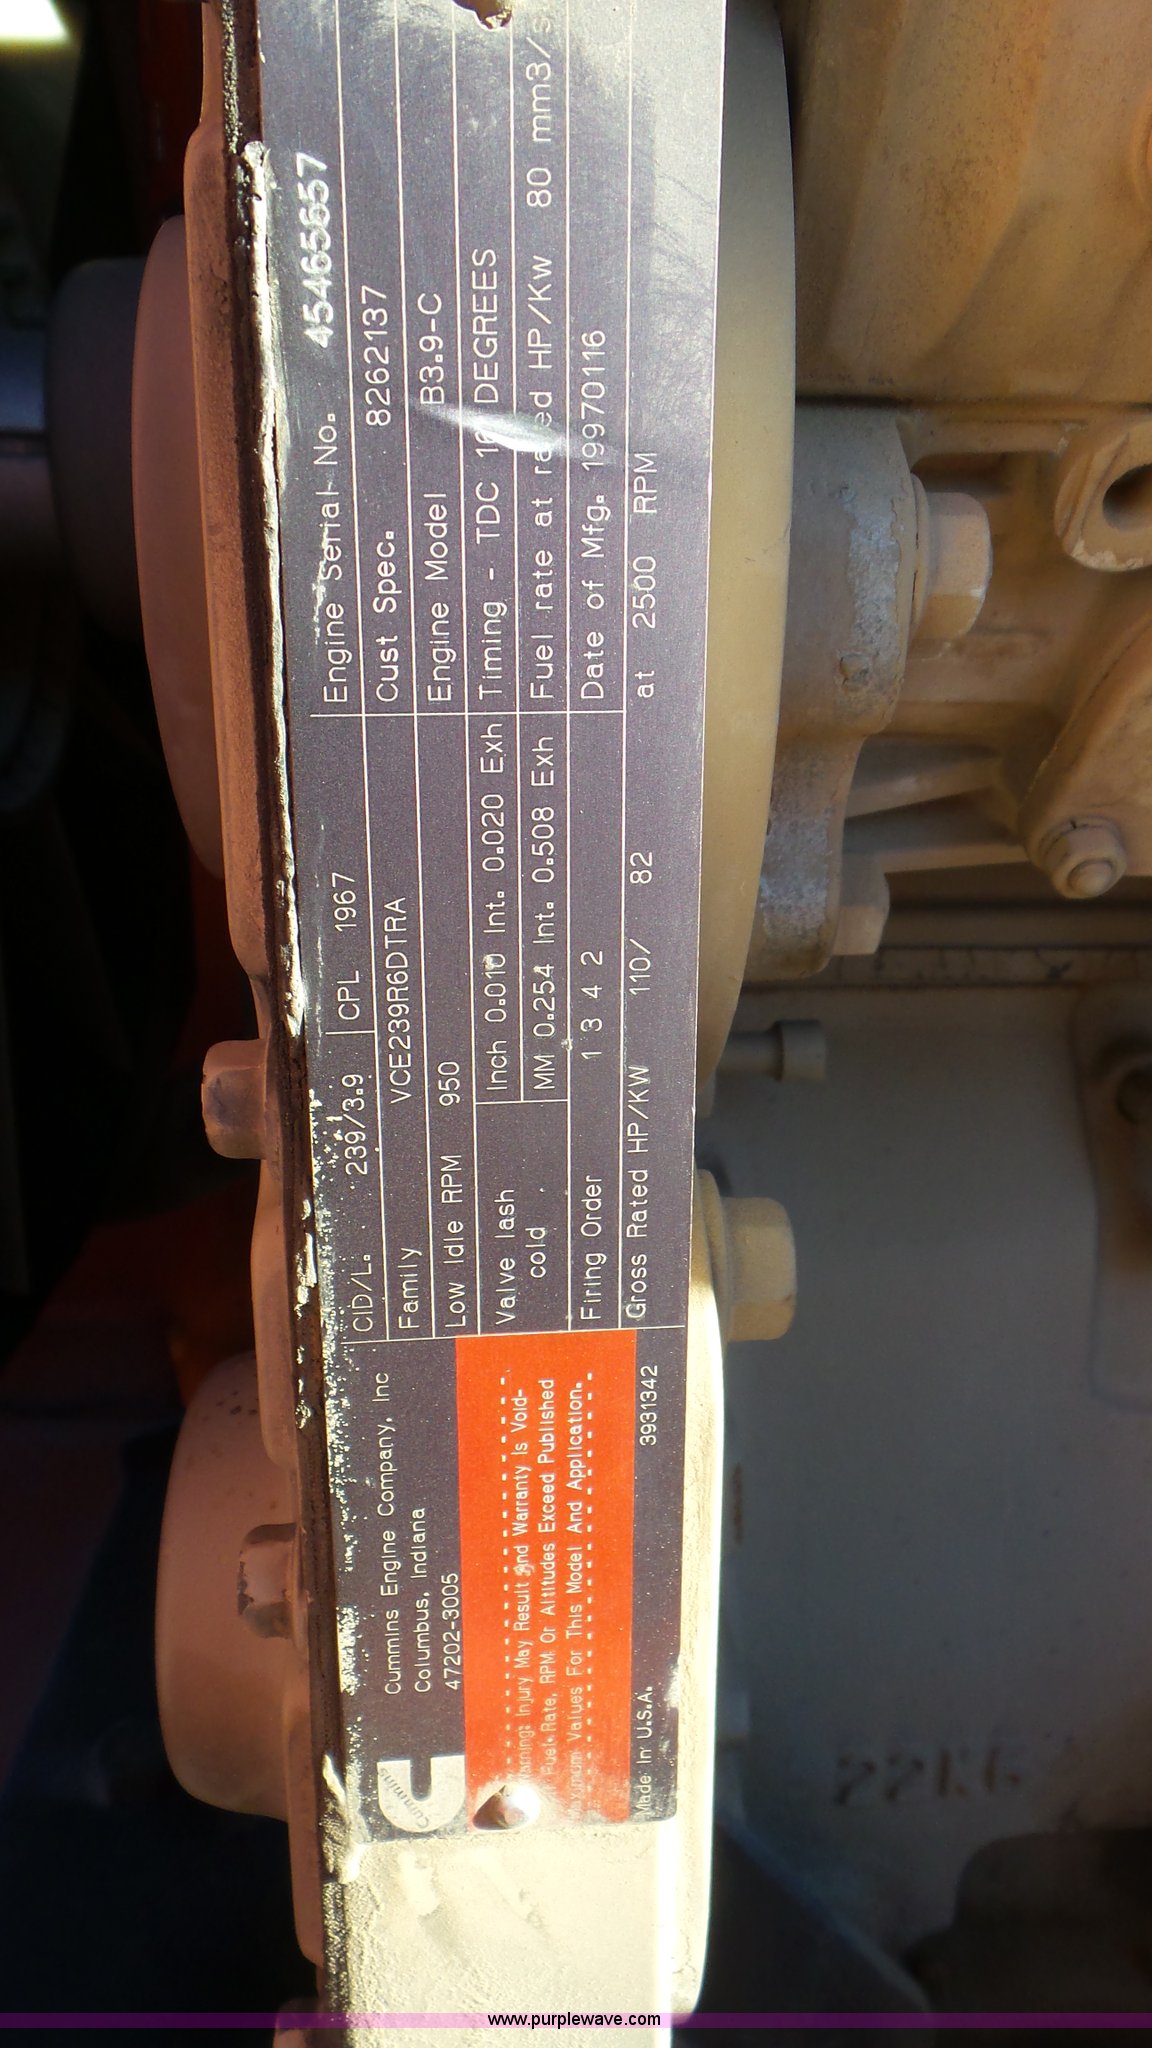 Cummins
Cummins Engine Company, Inc
Columbus, Indiana
47202-3005
Warning: Injury May Result And Warranty Is Void-
Fuel Rate, RPM Or Altitudes Exceed Published
Maximum Values For This Model And Application.
Made In U.S.A. 3931342
CID/L. 239/3.9 CPL 1967
Family VCE239R6DTRA
Low Idle RPM 950
Valve lash cold
Inch 0.010 Int. 0.020 Exh
MM 0.254 Int. 0.508 Exh
Firing Order 1 3 4 2
Gross Rated HP/KW 110/ 82 at 2500 RPM
Engine Serial No. 45465657
Cust Spec. 8262137
Engine Model B3.9-C
Timing - TDC DEGREES
Fuel rate at rated HP/Kw 80 mm3/s
Date of Mfg. 19970116
www.purplewave.com